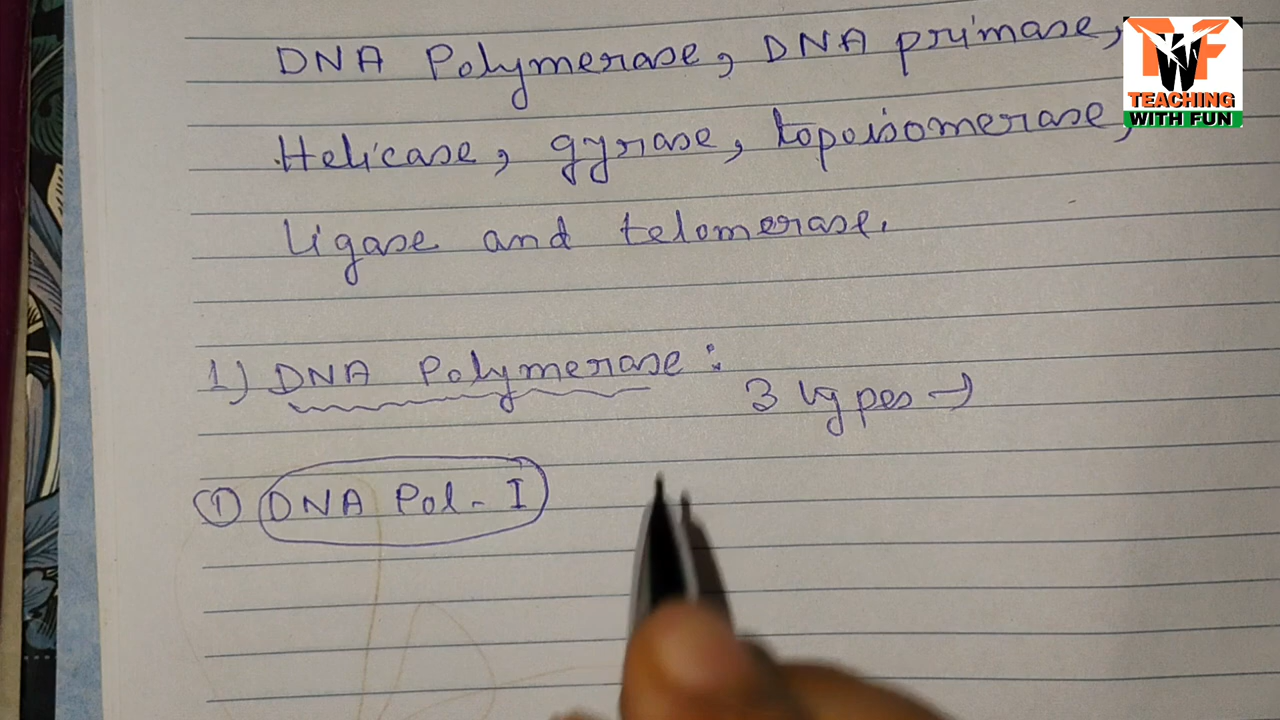 DNA Polymerase, DNA primase,
Helicase, gyrase, topoisomerase,
ligase and telomerase.
1) DNA Polymerase :
3 types →
① DNA Pol - I
TWF
TEACHING
WITH FUN